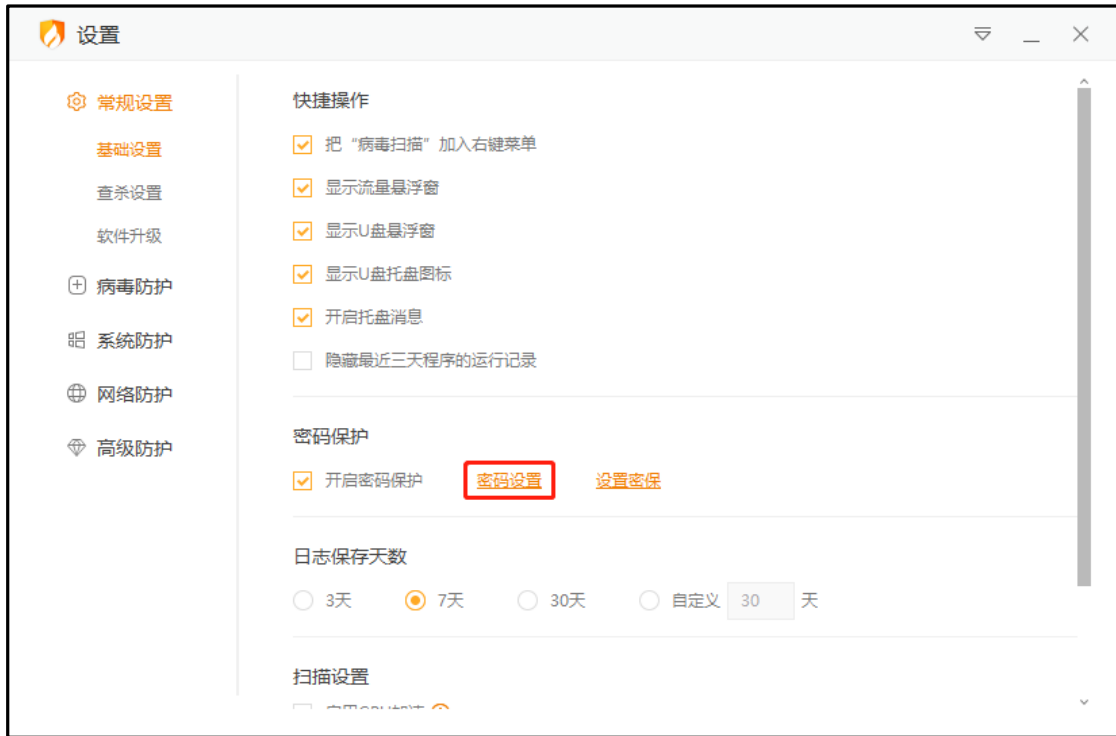 设置
常规设置
基础设置
查杀设置
软件升级
病毒防护
系统防护
网络防护
高级防护
快捷操作
把“病毒扫描”加入右键菜单
显示流量悬浮窗
显示U盘悬浮窗
显示U盘托盘图标
开启托盘消息
隐藏最近三天程序的运行记录
密码保护
开启密码保护 密码设置 设置密保
日志保存天数
3天 7天 30天 自定义 30 天
扫描设置